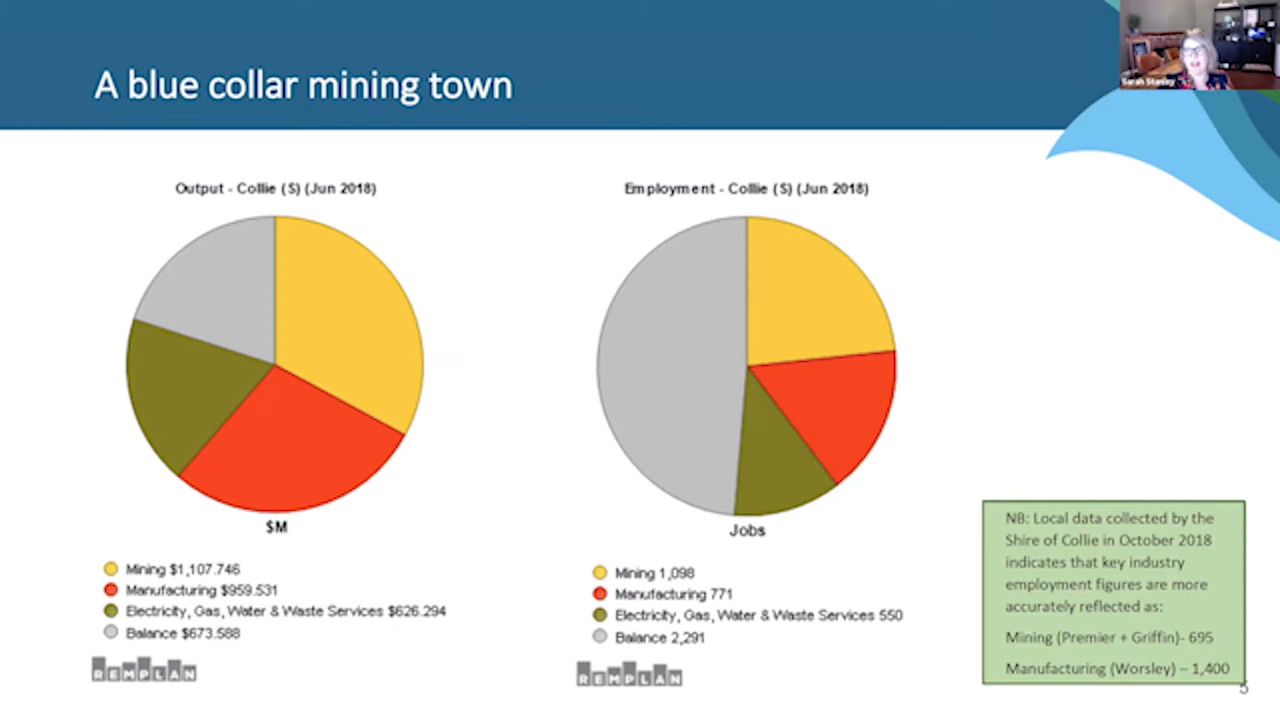 A blue collar mining town
Sarah Stanley
Output - Collie ($) (Jun 2018)
$M
Mining $1,107.746
Manufacturing $959.531
Electricity, Gas, Water & Waste Services $626.294
Balance $673.588
REMPLAN
Employment - Collie ($) (Jun 2018)
Jobs
Mining 1,098
Manufacturing 771
Electricity, Gas, Water & Waste Services 550
Balance 2,291
REMPLAN
NB: Local data collected by the
Shire of Collie in October 2018
indicates that key industry
employment figures are more
accurately reflected as:
Mining (Premier + Griffin)- 695
Manufacturing (Worsley) – 1,400
5